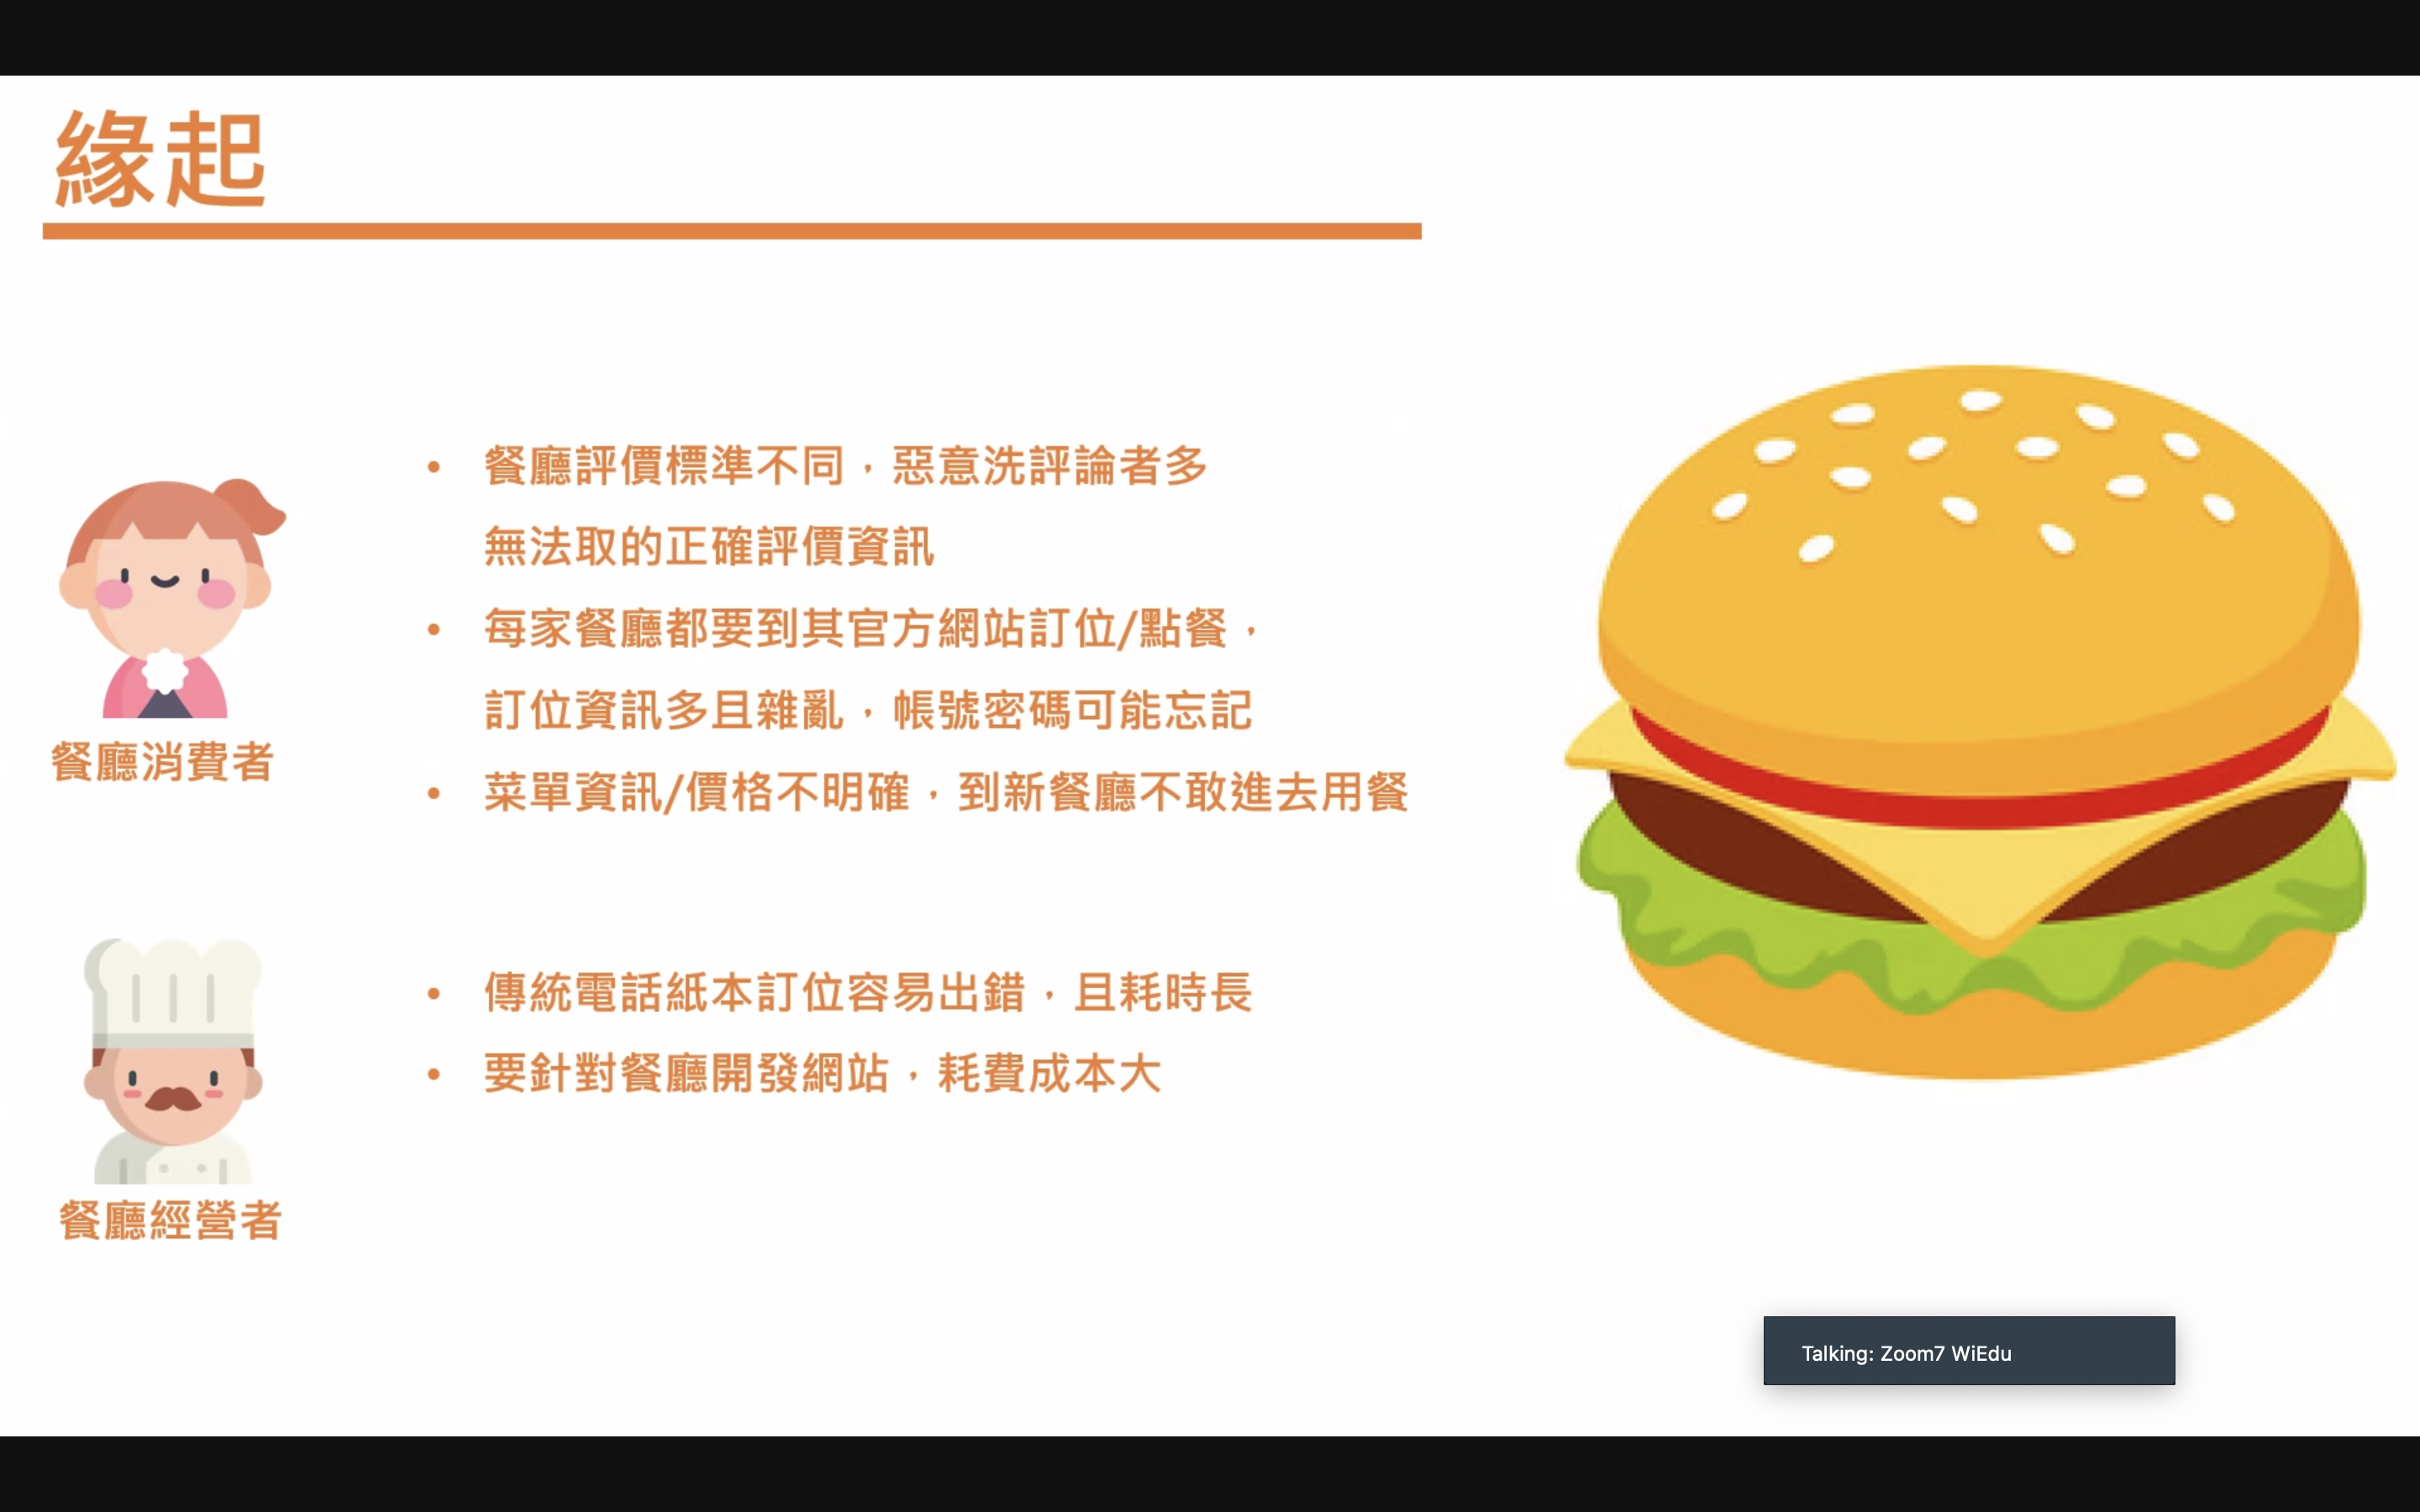 緣起
餐廳評價標準不同，惡意洗評論者多
無法取的正確評價資訊
每家餐廳都要到其官方網站訂位/點餐，
訂位資訊多且雜亂，帳號密碼可能忘記
菜單資訊/價格不明確，到新餐廳不敢進去用餐
餐廳消費者
傳統電話紙本訂位容易出錯，且耗時長
要針對餐廳開發網站，耗費成本大
餐廳經營者
Talking: Zoom7 WiEdu